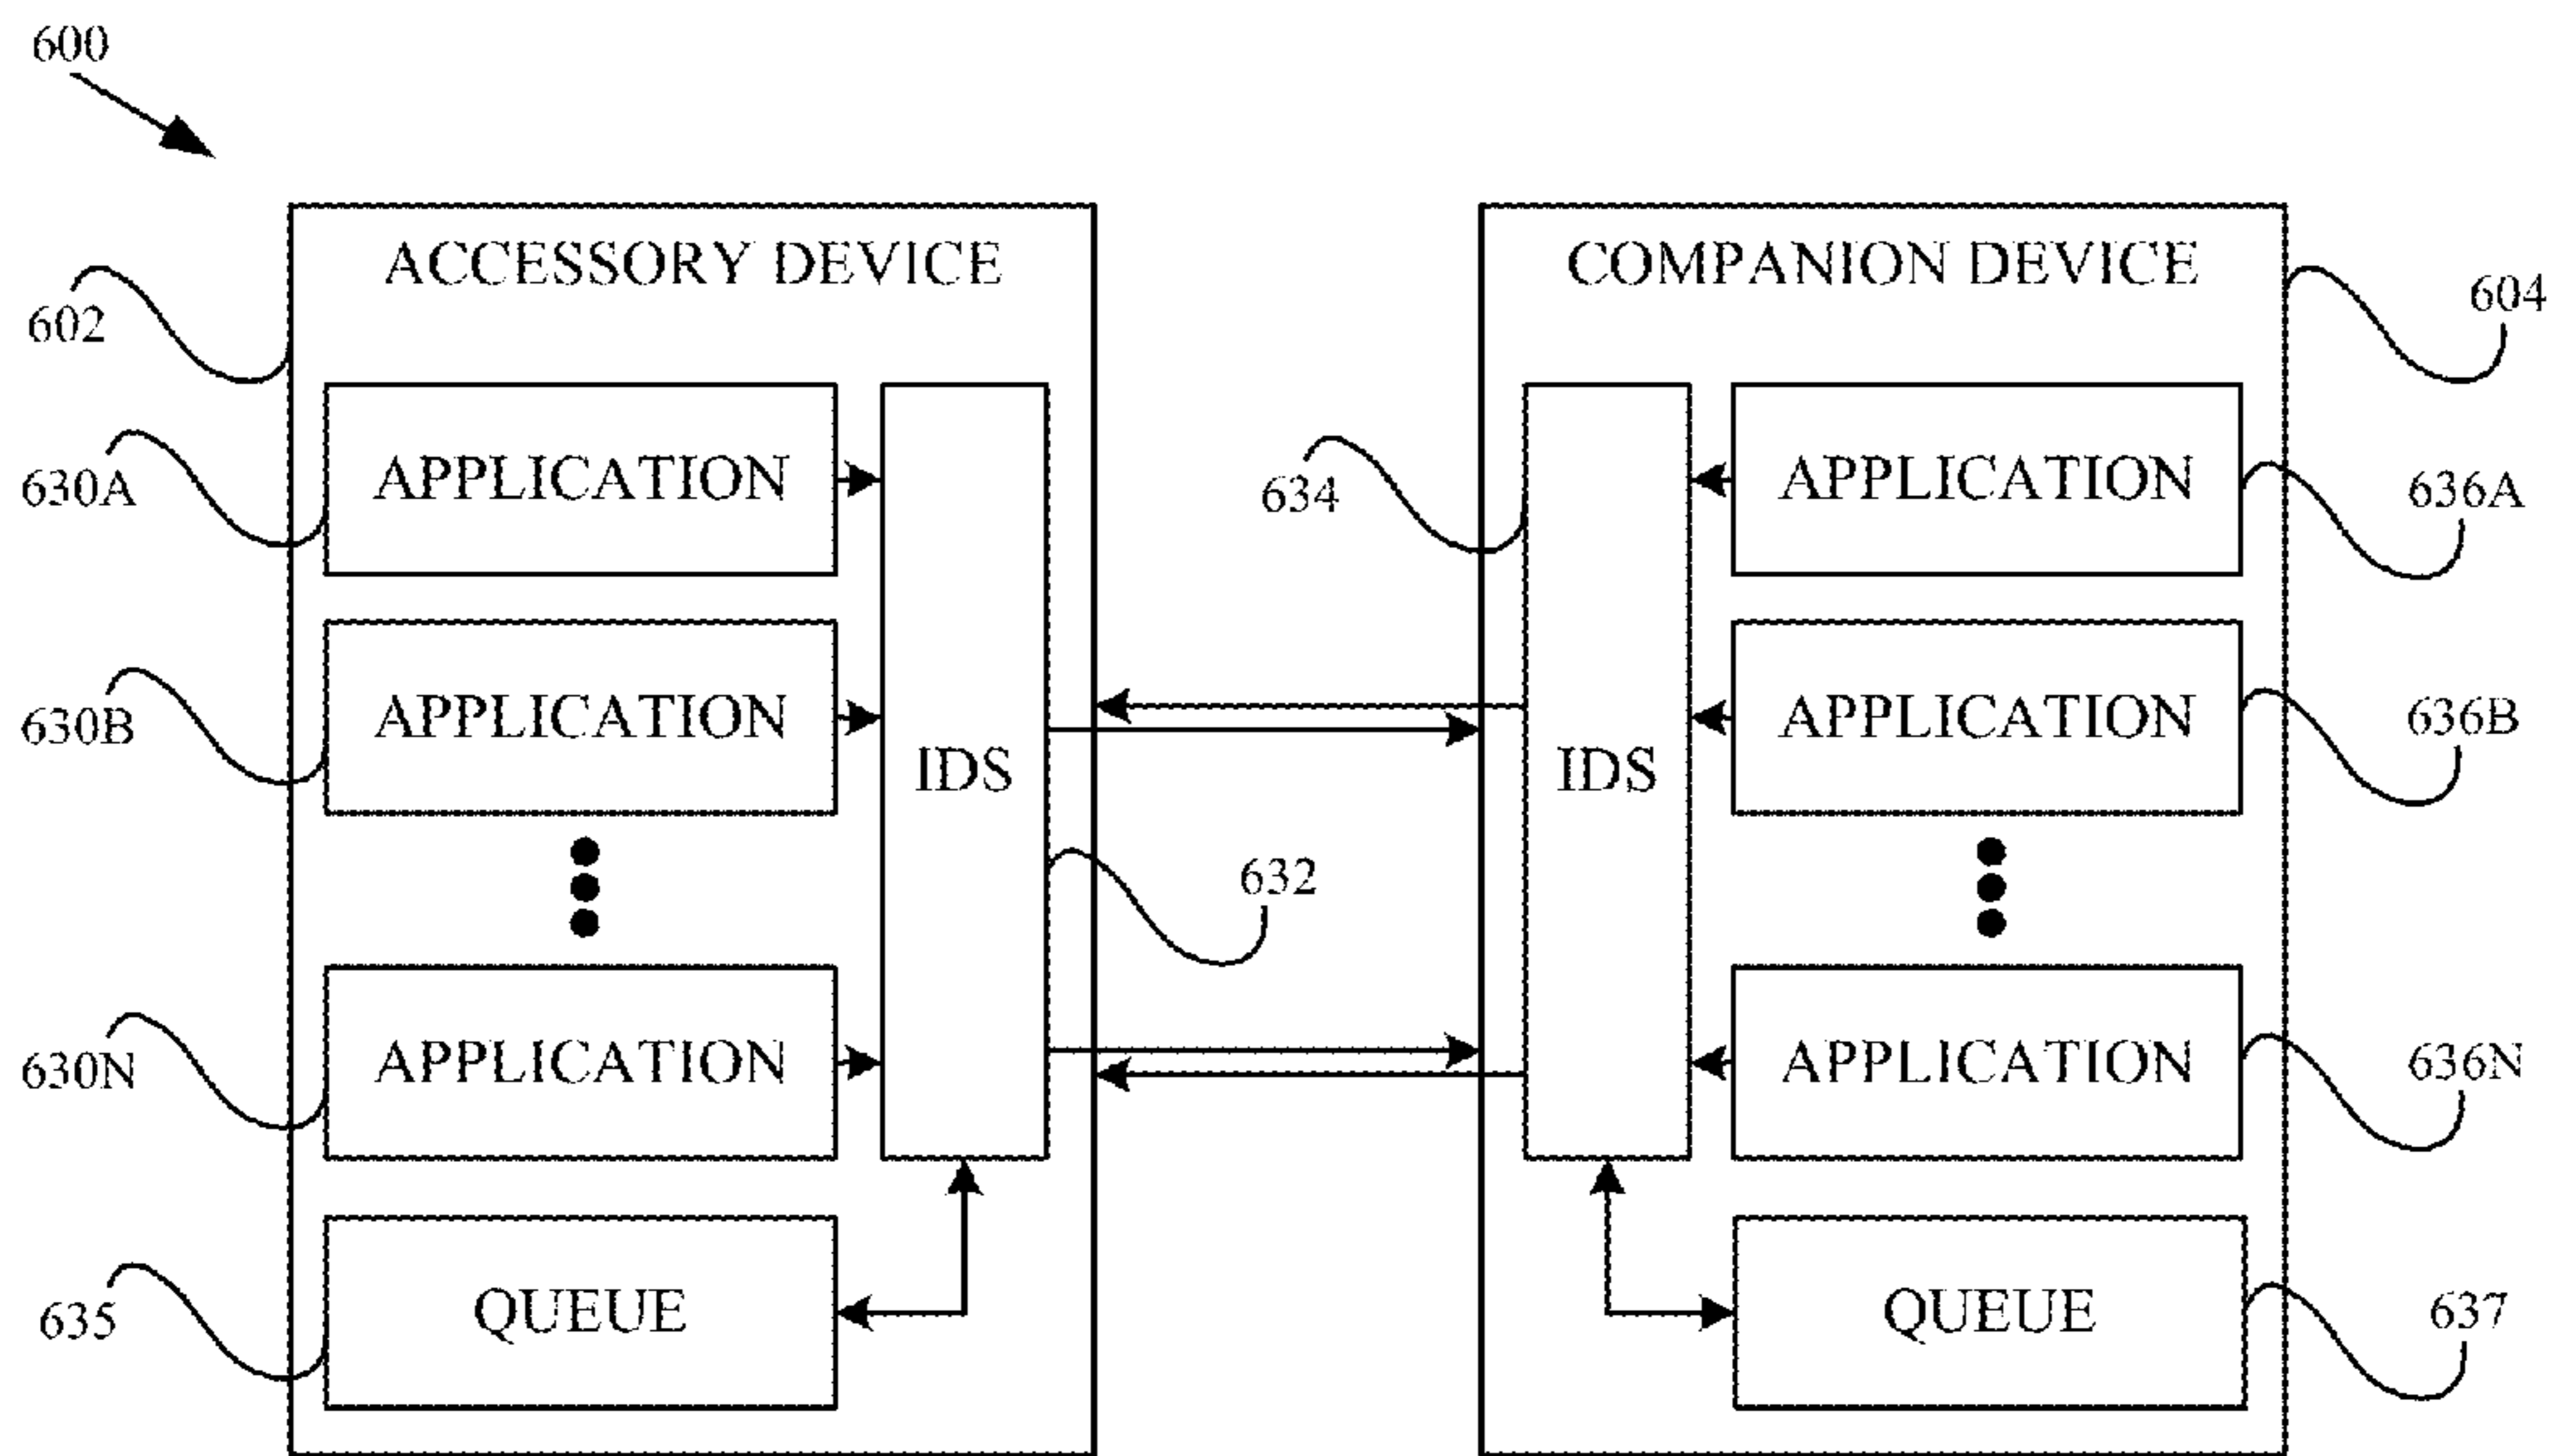 600
ACCESSORY DEVICE
COMPANION DEVICE
602
604
630A
APPLICATION
634
APPLICATION
636A
630B
APPLICATION
IDS
IDS
APPLICATION
636B
632
630N
APPLICATION
APPLICATION
636N
635
QUEUE
QUEUE
637